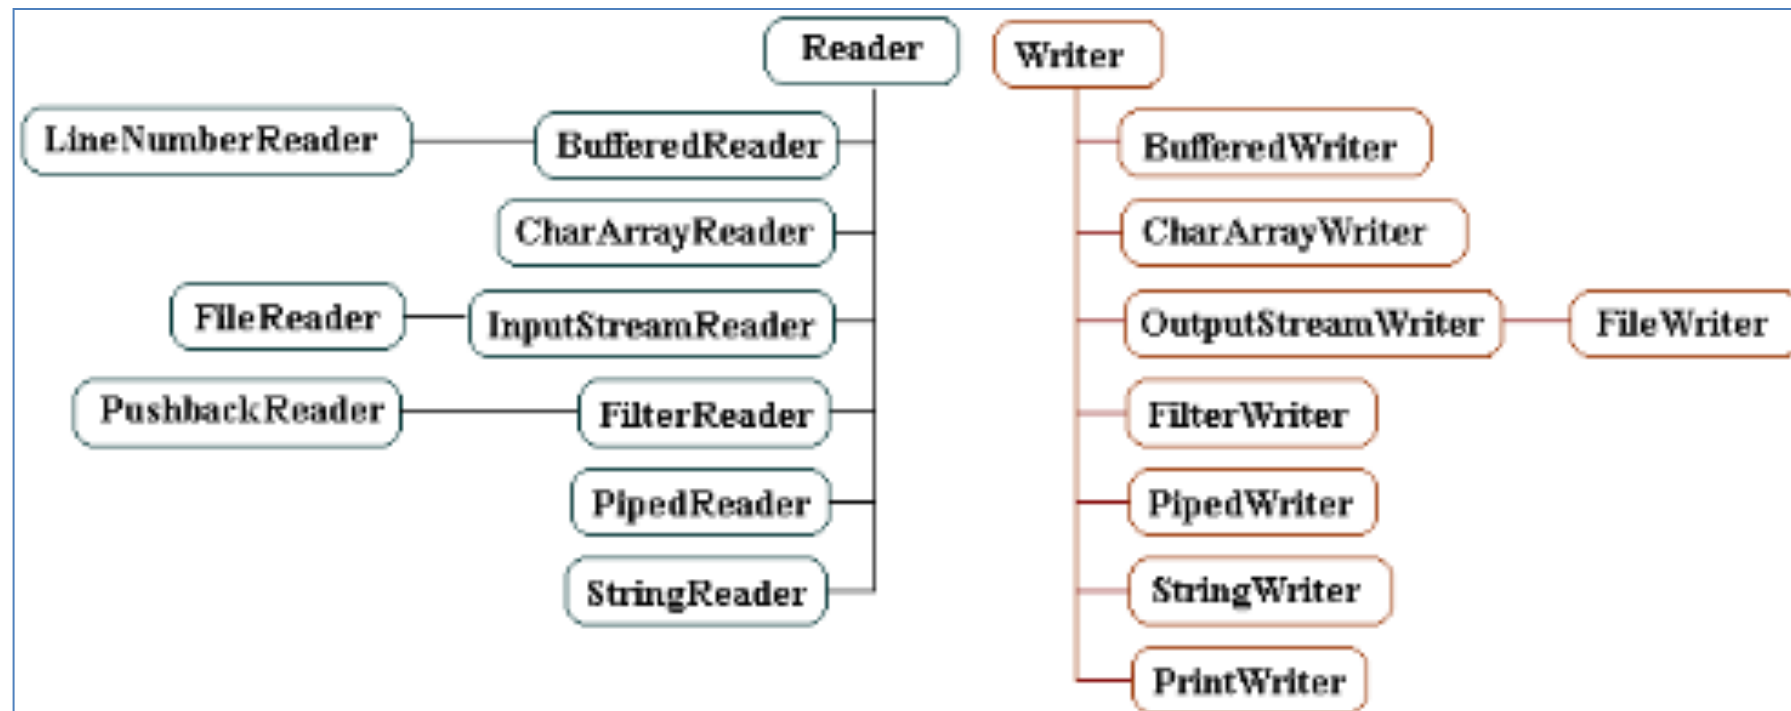 Reader
Writer
LineNumberReader
BufferedReader
BufferedWriter
CharArrayReader
CharArrayWriter
FileReader
InputStreamReader
OutputStreamWriter
FileWriter
PushbackReader
FilterReader
FilterWriter
PipedReader
PipedWriter
StringReader
StringWriter
PrintWriter